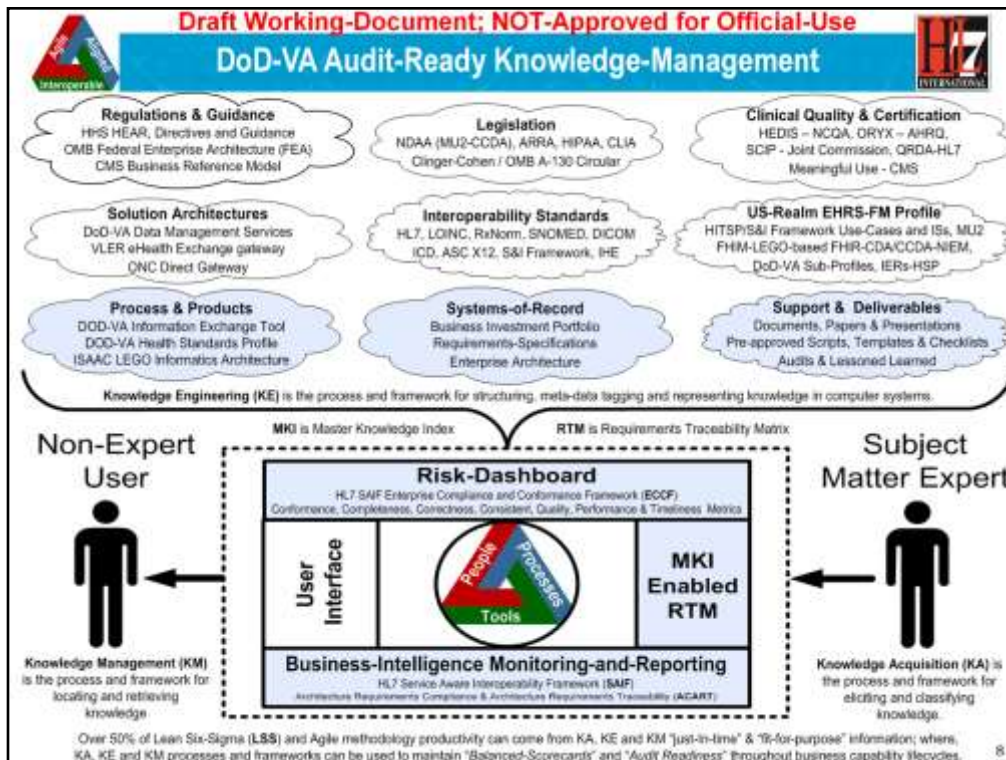 Draft Working-Document; NOT-Approved for Official-Use
DoD-VA Audit-Ready Knowledge-Management
Agile
Aligned
Interoperable
HL7
INTERNATIONAL
Regulations & Guidance
HHS HEAR, Directives and Guidance
OMB Federal Enterprise Architecture (FEA)
CMS Business Reference Model
Legislation
NDAA (MU2-CCDA), ARRA, HIPAA, CLIA
Clinger-Cohen / OMB A-130 Circular
Clinical Quality & Certification
HEDIS – NCQA, ORYX – AHRQ,
SCIP - Joint Commission, QRDA-HL7
Meaningful Use - CMS
Solution Architectures
DoD-VA Data Management Services
VLER eHealth Exchange gateway
ONC Direct Gateway
Interoperability Standards
HL7, LOINC, RxNorm, SNOMED, DICOM
ICD, ASC X12, S&I Framework, IHE
US-Realm EHRS-FM Profile
HITSP/S&I Framework Use-Cases and ISs, MU2
FHIM-LEGO-based FHIR-CDA/CCDA-NIEM,
DoD-VA Sub-Profiles, IERs-HSP
Process & Products
DOD-VA Information Exchange Tool
DOD-VA Health Standards Profile
ISAAC LEGO Informatics Architecture
Systems-of-Record
Business Investment Portfolio
Requirements-Specifications
Enterprise Architecture
Support & Deliverables
Documents, Papers & Presentations
Pre-approved Scripts, Templates & Checklists
Audits & Lessoned Learned
Knowledge Engineering (KE) is the process and framework for structuring, meta-data tagging and representing knowledge in computer systems.
MKI is Master Knowledge Index
RTM is Requirements Traceability Matrix
Non-Expert
User
Subject
Matter Expert
Risk-Dashboard
HL7 SAIF Enterprise Compliance and Conformance Framework (ECCF)
Conformance, Completeness, Correctness, Consistent, Quality, Performance & Timeliness Metrics
User
Interface
People
Processes
Tools
MKI
Enabled
RTM
Business-Intelligence Monitoring-and-Reporting
HL7 Service Aware Interoperability Framework (SAIF)
Architecture Requirements Compliance & Architecture Requirements Traceability (ACART)
Knowledge Management (KM)
is the process and framework for
locating and retrieving
knowledge
Knowledge Acquisition (KA) is
the process and framework for
eliciting and classifying
knowledge.
Over 50% of Lean Six-Sigma (LSS) and Agile methodology productivity can come from KA, KE and KM "just-in-time" & "fit-for-purpose" information; where,
KA, KE and KM processes and frameworks can be used to maintain "Balanced-Scorecards" and "Audit Readiness" throughout business capability lifecycles.
8